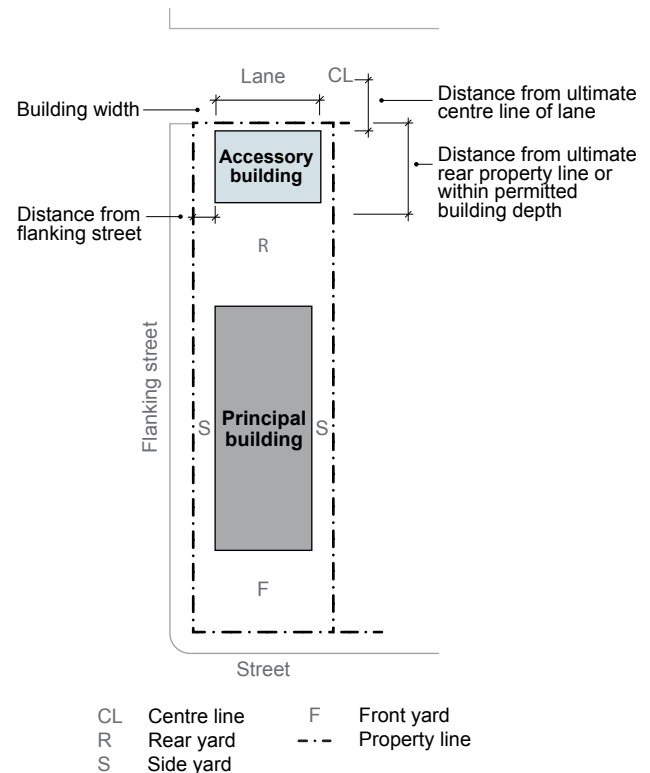 Lane
CL
Building width
Distance from ultimate
centre line of lane
Accessory
building
Distance from ultimate
rear property line or
within permitted
building depth
Distance from
flanking street
R
Flanking street
S
Principal
building
S
F
Street
CL Centre line
R Rear yard
S Side yard
F Front yard
Property line